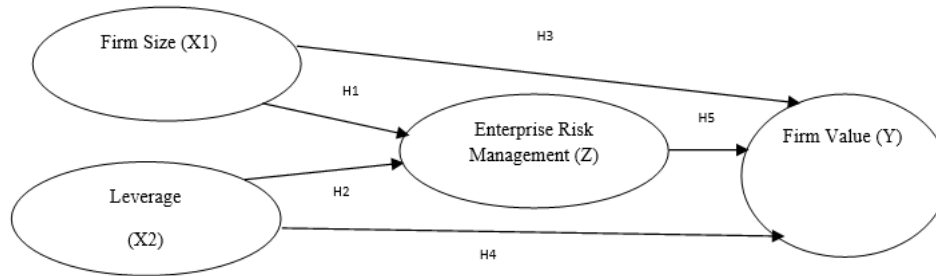 Firm Size (X1)
H3
H1
Enterprise Risk
Management (Z)
H5
Firm Value (Y)
Leverage
(X2)
H2
H4